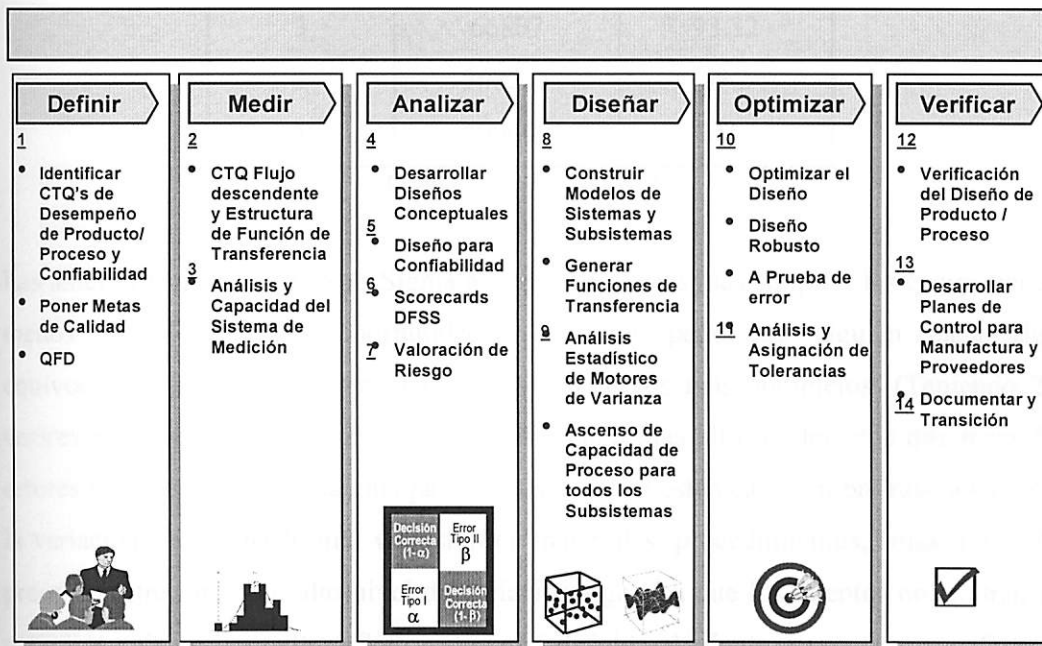 Definir
1
• Identificar
CTQ's de
Desempeño
de Producto/
Proceso y
Confiabilidad
• Poner Metas
de Calidad
• QFD
Medir
2
• CTQ Flujo
descendente
y Estructura
de Función de
Transferencia
3
• Análisis y
Capacidad del
Sistema de
Medición
Analizar
4
• Desarrollar
Diseños
Conceptuales
5
• Diseño para
Confiabilidad
6
• Scorecards
DFSS
7
• Valoración de
Riesgo
Decisión
Correcta
(1-α)
Error
Tipo II
β
Error
Tipo I
α
Decisión
Correcta
(1-β)
Diseñar
8
• Construir
Modelos de
Sistemas y
Subsistemas
• Generar
Funciones de
Transferencia
9
• Análisis
Estadístico
de Motores
de Varianza
• Ascenso de
Capacidad de
Proceso para
todos los
Subsistemas
Optimizar
10
• Optimizar el
Diseño
• Diseño
Robusto
• A Prueba de
error
11
• Análisis y
Asignación de
Tolerancias
Verificar
12
• Verificación
del Diseño de
Producto /
Proceso
13
• Desarrollar
Planes de
Control para
Manufactura y
Proveedores
14
• Documentar y
Transición